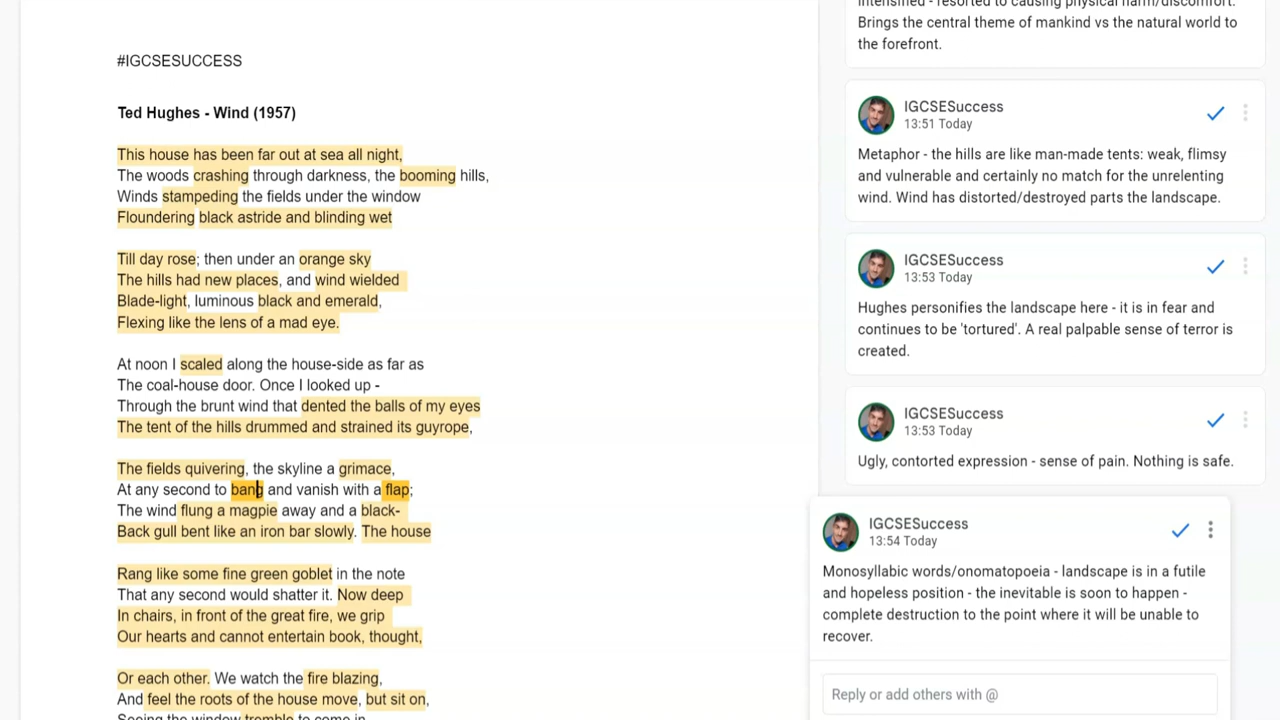 #IGCSESUCCESS
Ted Hughes - Wind (1957)
This house has been far out at sea all night,
The woods crashing through darkness, the booming hills,
Winds stampeding the fields under the window
Floundering black astride and blinding wet
Till day rose; then under an orange sky
The hills had new places, and wind wielded
Blade-light, luminous black and emerald,
Flexing like the lens of a mad eye.
At noon I scaled along the house-side as far as
The coal-house door. Once I looked up -
Through the brunt wind that dented the balls of my eyes
The tent of the hills drummed and strained its guyrope,
The fields quivering, the skyline a grimace,
At any second to bang and vanish with a flap;
The wind flung a magpie away and a black-
Back gull bent like an iron bar slowly. The house
Rang like some fine green goblet in the note
That any second would shatter it. Now deep
In chairs, in front of the great fire, we grip
Our hearts and cannot entertain book, thought,
Or each other. We watch the fire blazing,
And feel the roots of the house move, but sit on,
Seeing the window tremble to come in,
intensified - resorted to causing physical harm/discomfort.
Brings the central theme of mankind vs the natural world to
the forefront.
IGCSESuccess
13:51 Today
Metaphor - the hills are like man-made tents: weak, flimsy
and vulnerable and certainly no match for the unrelenting
wind. Wind has distorted/destroyed parts the landscape.
IGCSESuccess
13:53 Today
Hughes personifies the landscape here - it is in fear and
continues to be 'tortured'. A real palpable sense of terror is
created.
IGCSESuccess
13:53 Today
Ugly, contorted expression - sense of pain. Nothing is safe.
IGCSESuccess
13:54 Today
Monosyllabic words/onomatopoeia - landscape is in a futile
and hopeless position - the inevitable is soon to happen -
complete destruction to the point where it will be unable to
recover.
Reply or add others with @